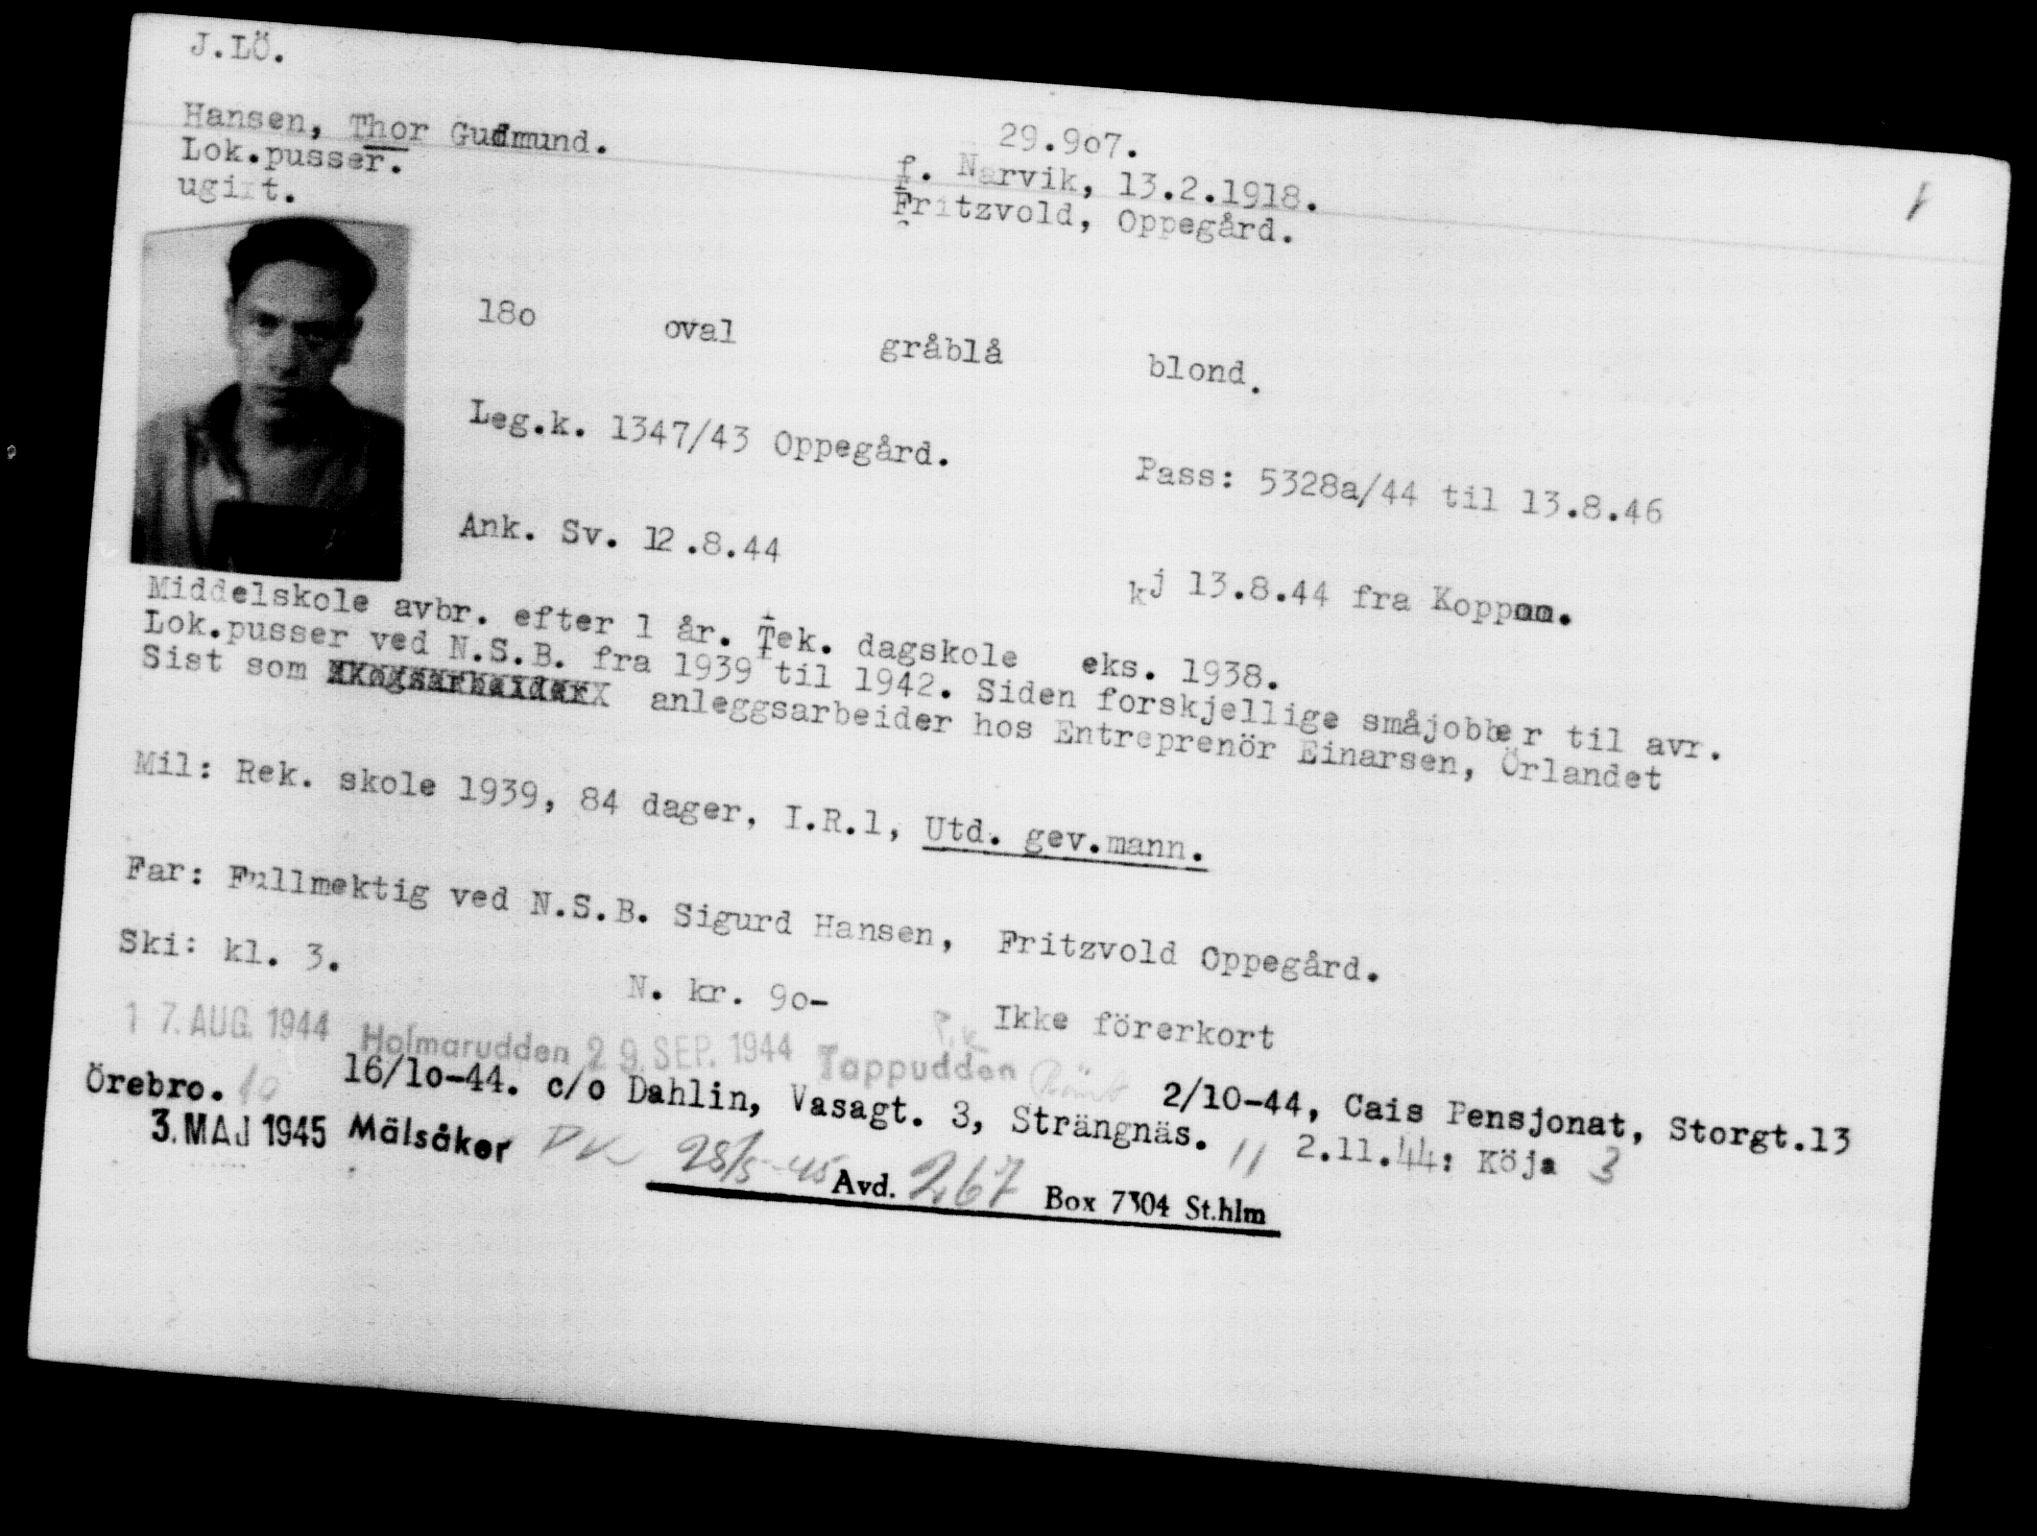 J.LÖ.
Hansen, Thor Gudmund. 29.9o7.
Lok.pusser. f. Narvik, 13.2.1918.
ugift. Fritzvold, Oppegård.
18o oval gråblå blond.
Leg.k. 1347/43 Oppegård. Pass: 5328a/44 til 13.8.46
Ank. Sv. 12.8.44 kj 13.8.44 fra Koppom.
Middelskole avbr. efter 1 år. Tek. dagskole eks. 1938.
Lok.pusser ved N.S.B. fra 1939 til 1942. Siden forskjellige småjobber til avr.
Sist som anleggsarbeider hos Entreprenör Einarsen, Örlandet
Mil: Rek. skole 1939, 84 dager, I.R.1, Utd. gev.mann.
Far: Fullmektig ved N.S.B. Sigurd Hansen, Fritzvold Oppegård.
Ski: kl. 3. N. kr. 9o- Ikke förerkort
17. AUG. 1944 Holmarudden 29. SEP. 1944 Tappudden 2/10-44, Cais Pensjonat, Storgt.13
Örebro. 10 16/1o-44. c/o Dahlin, Vasagt. 3, Strängnäs. 11 2.11.44: Köja 3
3. MAJ 1945 Mälsåker DK 28/5-45 Avd. 267 Box 7304 St.hlm